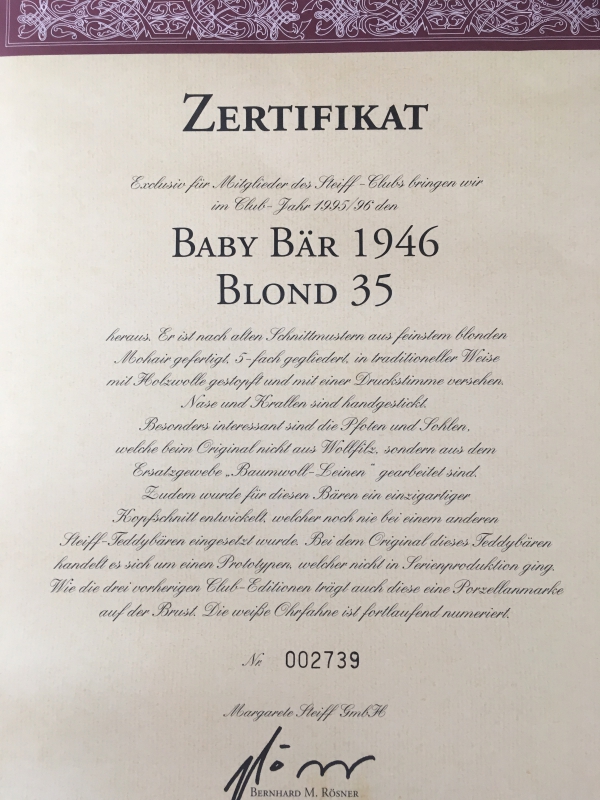 ZERTIFIKAT
Exclusiv für Mitglieder des Steiff-Clubs bringen wir
im Club-Jahr 1995/96 den
BABY BÄR 1946
BLOND 35
heraus. Er ist nach alten Schnittmustern aus feinstem blonden
Mohair gefertigt, 5-fach gegliedert, in traditioneller Weise
mit Holzwolle gestopft und mit einer Druckstimme versehen.
Nase und Krallen sind handgestickt.
Besonders interessant sind die Pfoten und Sohlen,
welche beim Original nicht aus Wollfilz, sondern aus dem
Ersatzgewebe „Baumwoll-Leinen“ gearbeitet sind.
Zudem wurde für diesen Bären ein einzigartiger
Kopfschnitt entwickelt, welcher noch nie bei einem anderen
Steiff-Teddybären eingesetzt wurde. Bei dem Original dieses Teddybären
handelt es sich um einen Prototypen, welcher nicht in Serienproduktion ging.
Wie die drei vorherigen Club-Editionen trägt auch diese eine Porzellanmarke
auf der Brust. Die weiße Ohrfahne ist fortlaufend numeriert.
Nr. 002739
Margarete Steiff GmbH
BERNHARD M. RÖSNER